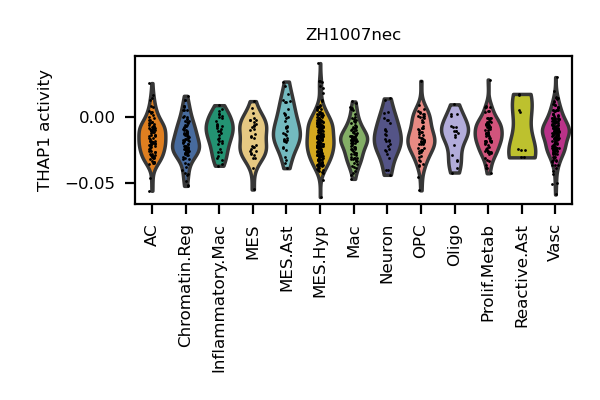 ZH1007nec
THAP1 activity
0.00
−0.05
AC
Chromatin.Reg
Inflammatory.Mac
MES
MES.Ast
MES.Hyp
Mac
Neuron
OPC
Oligo
Prolif.Metab
Reactive.Ast
Vasc